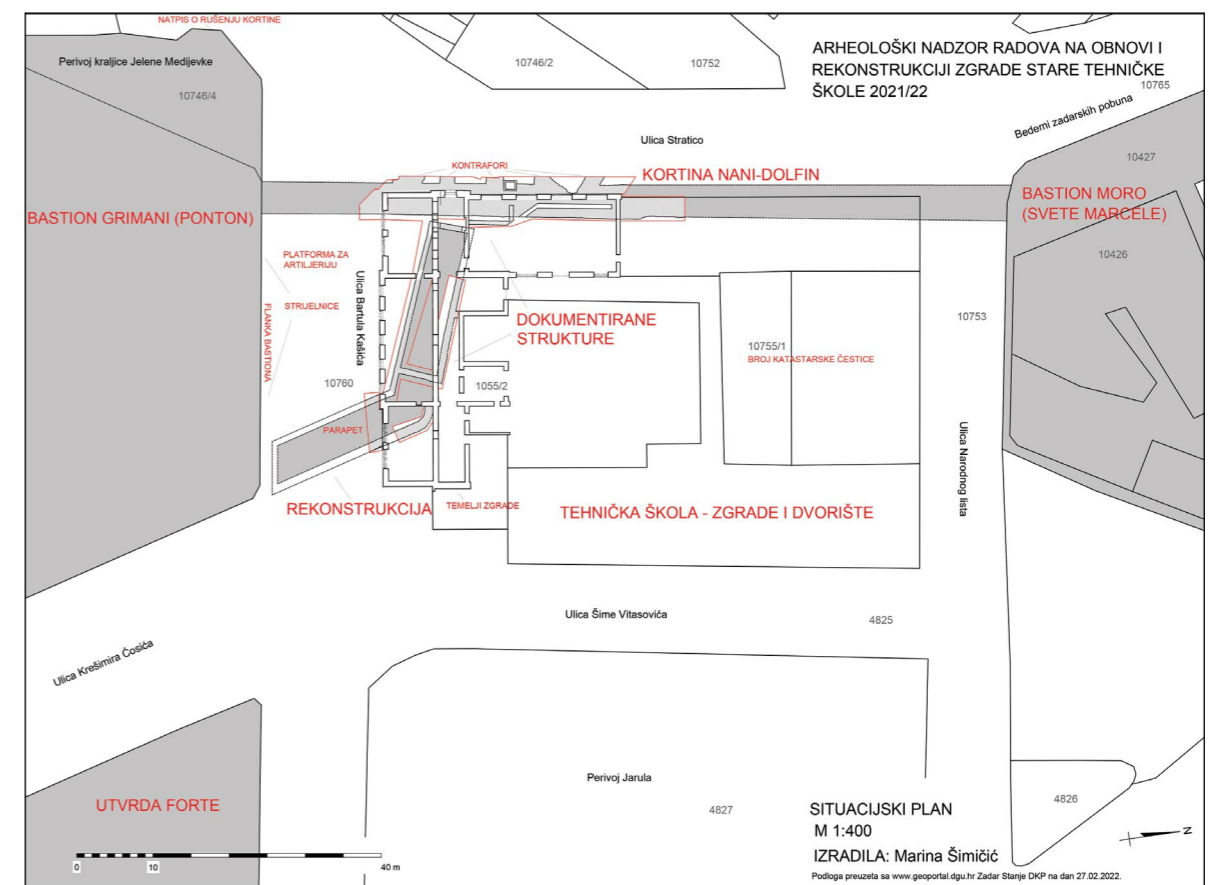 NATPIS O RUŠENJU KORTINE
Perivoj kraljice Jelene Medijevke
10746/4
10746/2
10752
ARHEOLOŠKI NADZOR RADOVA NA OBNOVI I
REKONSTRUKCIJI ZGRADE STARE TEHNIČKE
ŠKOLE 2021/22
10765
Bedemi zadarskih pobuna
Ulica Stratico
10427
KONTRAFORI
KORTINA NANI-DOLFIN
BASTION MORO
(SVETE MARCELE)
BASTION GRIMANI (PONTON)
10426
PLATFORMA ZA
ARTILJERIJU
STRIJELNICE
Ulica Bartula Kašića
FLANKA BASTIONA
DOKUMENTIRANE
STRUKTURE
10753
10755/1
BROJ KATASTARSKE ČESTICE
10760
1055/2
PARAPET
Ulica Narodnog lista
REKONSTRUKCIJA
TEMELJI ZGRADE
TEHNIČKA ŠKOLA - ZGRADE I DVORIŠTE
Ulica Šime Vitasovića
4825
Ulica Krešimira Ćosića
Perivoj Jarula
UTVRDA FORTE
4827
4826
SITUACIJSKI PLAN
M 1:400
IZRADILA: Marina Šimičić
Podloga preuzeta sa www.geoportal.dgu.hr Zadar Stanje DKP na dan 27.02.2022.
N
0 10 40 m